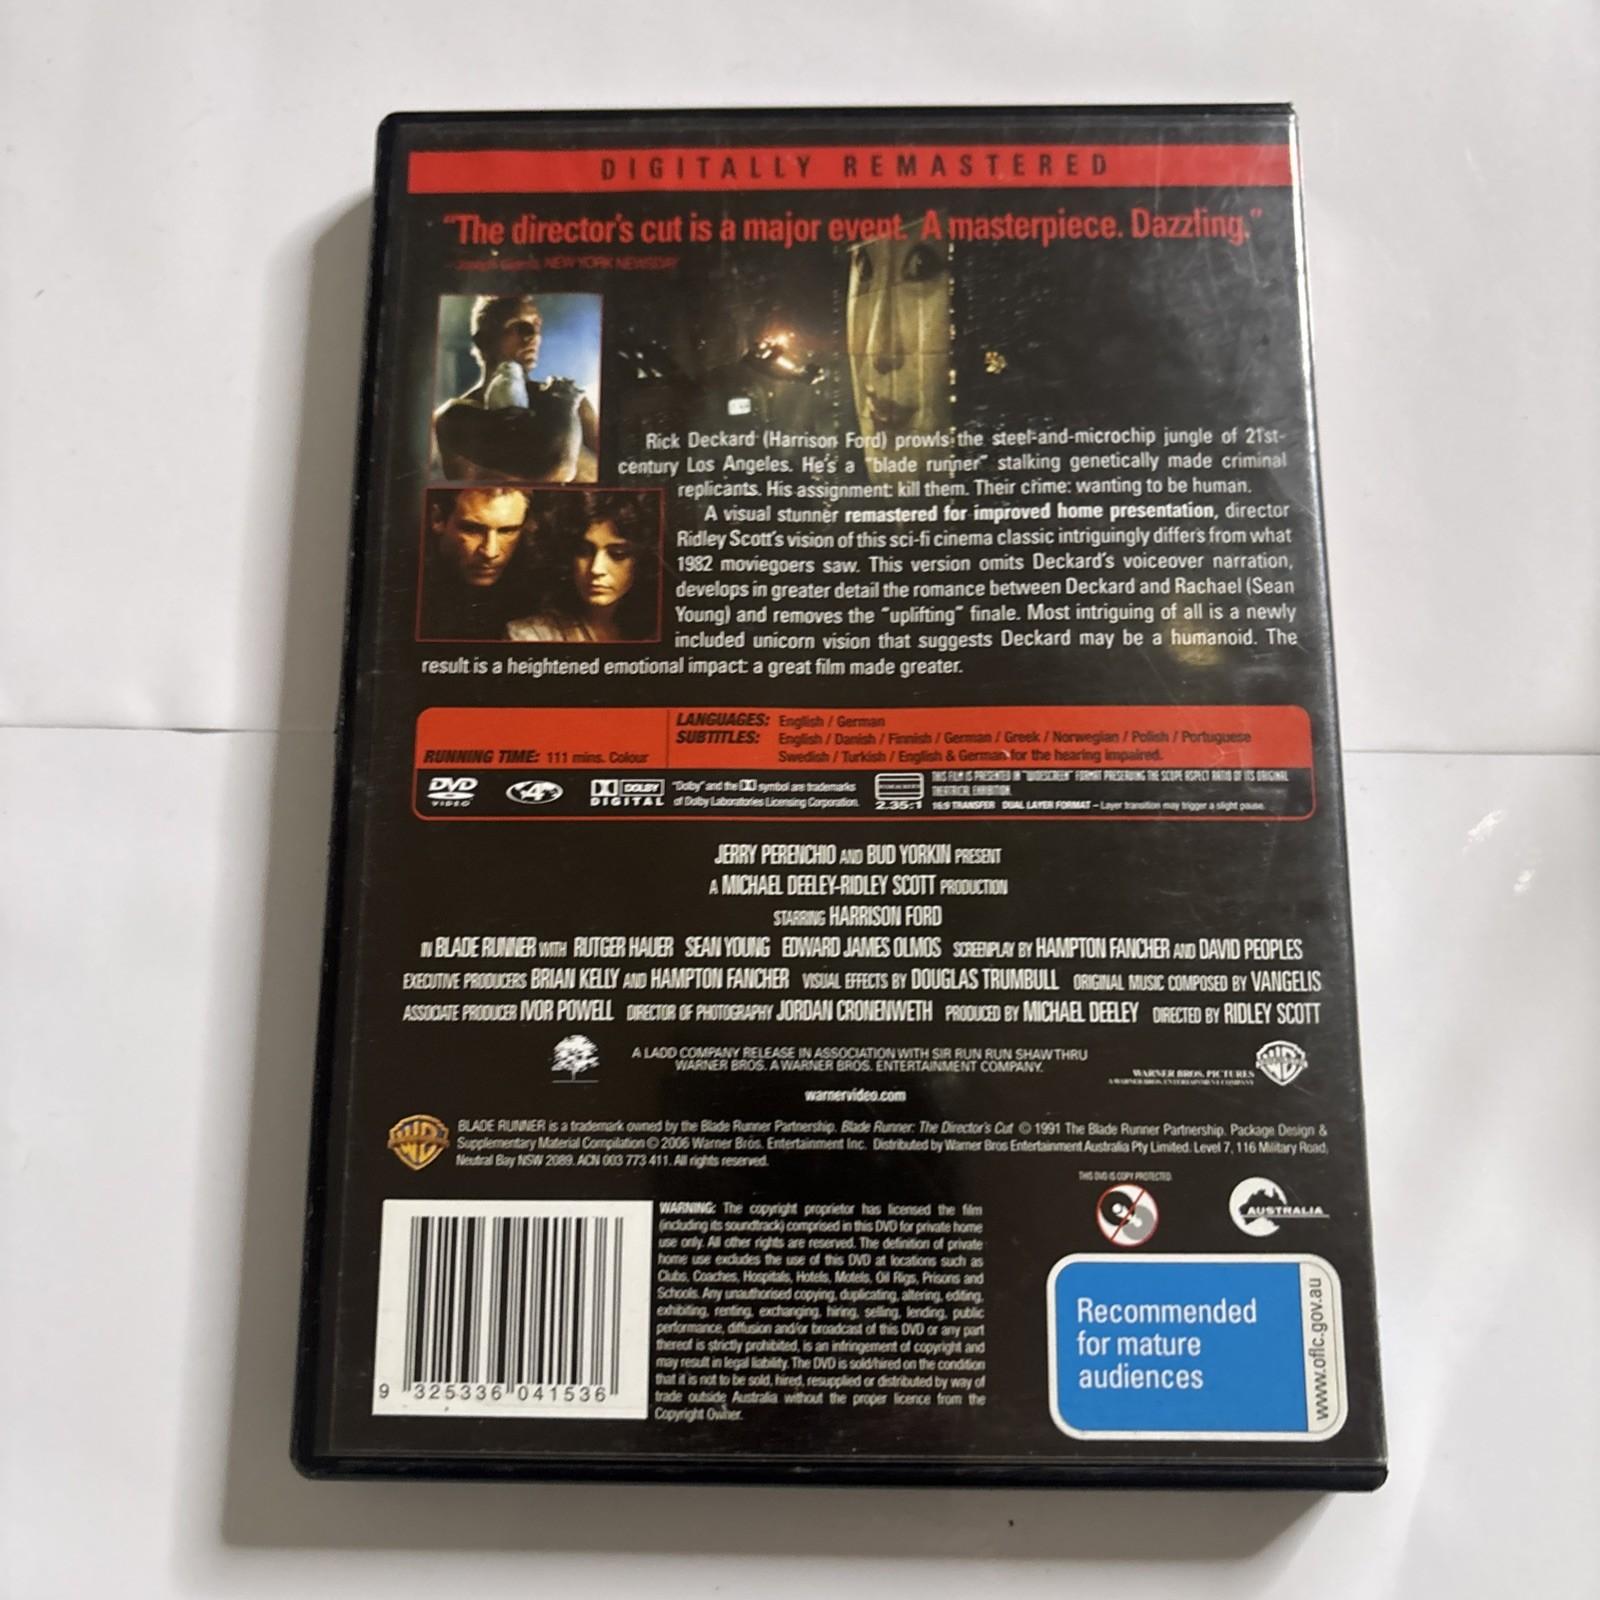 DIGITALLY REMASTERED
"The director's cut is a major event. A masterpiece. Dazzling."
NEW YORK NEWSDAY
Rick Deckard (Harrison Ford) prowls the steel-and-microchip jungle of 21st-
century Los Angeles. He's a "blade runner" stalking genetically made criminal
replicants. His assignment: kill them. Their crime: wanting to be human.
A visual stunner remastered for improved home presentation, director
Ridley Scott's vision of this sci-fi cinema classic intriguingly differs from what
1982 moviegoers saw. This version omits Deckard's voiceover narration,
develops in greater detail the romance between Deckard and Rachael (Sean
Young) and removes the "uplifting" finale. Most intriguing of all is a newly
included unicorn vision that suggests Deckard may be a humanoid. The
result is a heightened emotional impact: a great film made greater.
RUNNING TIME: 111 mins. Colour
LANGUAGES: English / German
SUBTITLES: English / Danish / Finnish / German / Greek / Norwegian / Polish / Portuguese
Swedish / Turkish / English & German for the hearing impaired.
DVD VIDEO
4
DOLBY DIGITAL
"Dolby" and the symbol are trademarks
of Dolby Laboratories Licensing Corporation.
2.35:1
THIS FILM IS PRESENTED IN "WIDESCREEN" FORMAT PRESERVING THE SCOPE ASPECT RATIO OF ITS ORIGINAL
THEATRICAL EXHIBITION.
16:9 TRANSFER DUAL LAYER FORMAT – Layer transition may trigger a slight pause.
JERRY PERENCHIO AND BUD YORKIN PRESENT
A MICHAEL DEELEY-RIDLEY SCOTT PRODUCTION
STARRING HARRISON FORD
IN BLADE RUNNER WITH RUTGER HAUER SEAN YOUNG EDWARD JAMES OLMOS SCREENPLAY BY HAMPTON FANCHER AND DAVID PEOPLES
EXECUTIVE PRODUCERS BRIAN KELLY AND HAMPTON FANCHER VISUAL EFFECTS BY DOUGLAS TRUMBULL ORIGINAL MUSIC COMPOSED BY VANGELIS
ASSOCIATE PRODUCER IVOR POWELL DIRECTOR OF PHOTOGRAPHY JORDAN CRONENWETH PRODUCED BY MICHAEL DEELEY DIRECTED BY RIDLEY SCOTT
A LADD COMPANY RELEASE IN ASSOCIATION WITH SIR RUN RUN SHAW THRU
WARNER BROS. A WARNER BROS. ENTERTAINMENT COMPANY.
WARNER BROS. PICTURES
A WARNER BROS. ENTERTAINMENT COMPANY
warnervideo.com
BLADE RUNNER is a trademark owned by the Blade Runner Partnership. Blade Runner: The Director's Cut © 1991 The Blade Runner Partnership. Package Design &
Supplementary Material Compilation © 2006 Warner Bros. Entertainment Inc. Distributed by Warner Bros Entertainment Australia Pty Limited. Level 7, 116 Military Road,
Neutral Bay NSW 2089. ACN 003 773 411. All rights reserved.
THIS DVD IS COPY PROTECTED
AUSTRALIA
WARNING: The copyright proprietor has licensed the film
(including its soundtrack) comprised in this DVD for private home
use only. All other rights are reserved. The definition of private
home use excludes the use of this DVD at locations such as
Clubs, Coaches, Hospitals, Hotels, Motels, Oil Rigs, Prisons and
Schools. Any unauthorised copying, duplicating, altering, editing,
exhibiting, renting, exchanging, hiring, selling, lending, public
performance, diffusion and/or broadcast of this DVD or any part
thereof is strictly prohibited, is an infringement of copyright and
may result in legal liability. The DVD is sold/hired on the condition
that it is not to be sold, hired, resupplied or distributed by way of
trade outside Australia without the proper licence from the
Copyright Owner.
9 325336 041536
Recommended
for mature
audiences
www.oflc.gov.au